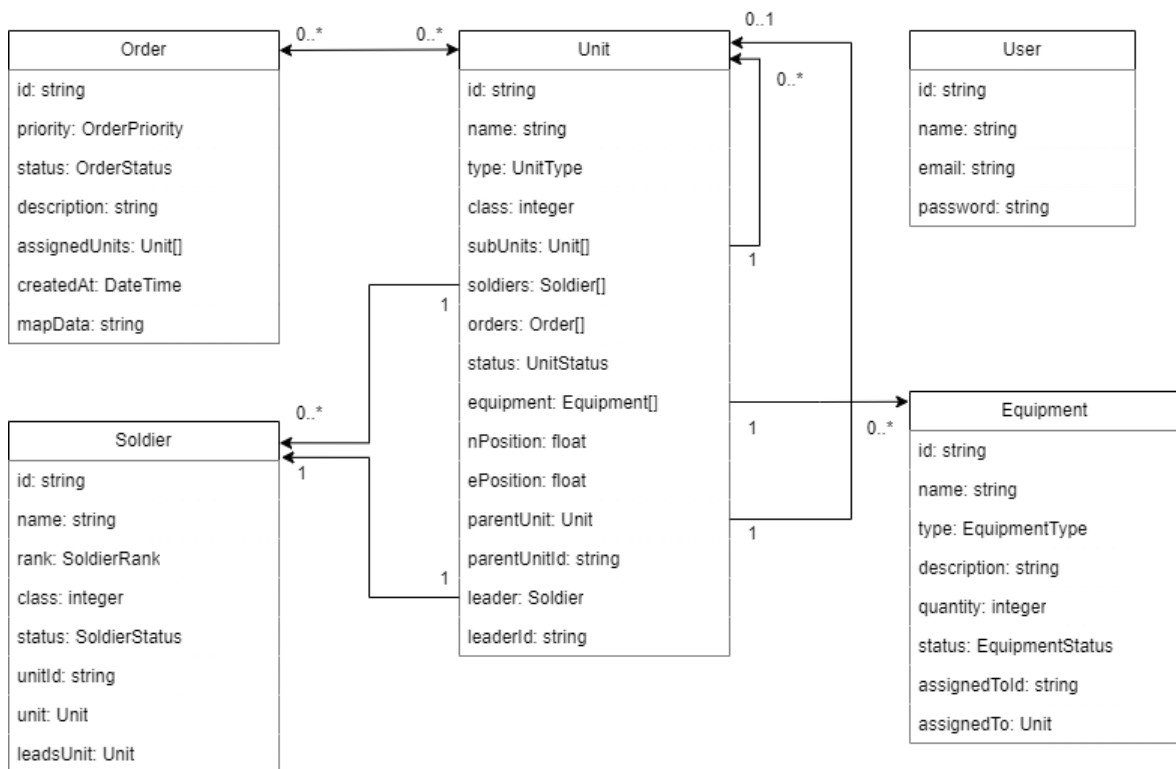 Order
id: string
priority: OrderPriority
status: OrderStatus
description: string
assignedUnits: Unit[]
createdAt: DateTime
mapData: string
0..*
0..*
Unit
id: string
name: string
type: UnitType
class: integer
subUnits: Unit[]
soldiers: Soldier[]
orders: Order[]
status: UnitStatus
equipment: Equipment[]
nPosition: float
ePosition: float
parentUnit: Unit
parentUnitId: string
leader: Soldier
leaderId: string
0..1
0..*
1
1
0..*
1
1
1
1
0..*
1
User
id: string
name: string
email: string
password: string
Soldier
id: string
name: string
rank: SoldierRank
class: integer
status: SoldierStatus
unitId: string
unit: Unit
leadsUnit: Unit
Equipment
id: string
name: string
type: EquipmentType
description: string
quantity: integer
status: EquipmentStatus
assignedToId: string
assignedTo: Unit